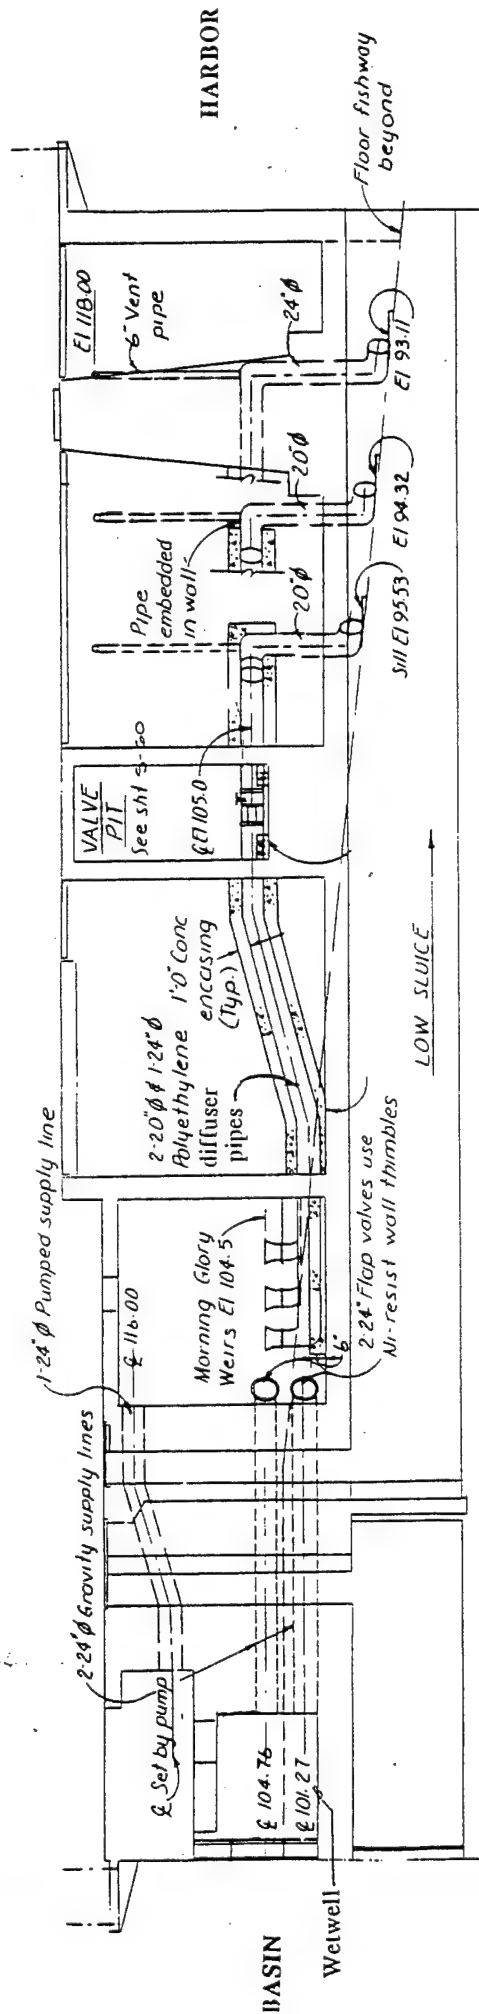 HARBOR
Floor fishway
beyond
El 118.00
6" Vent
pipe
24"ø
El 93.11
20"ø
El 94.32
Pipe
embedded
in wall
20"ø
Sill El 95.53
VALVE
PIT
See sht S-60
℄ El 105.0
LOW SLUICE
2-20"ø & 1-24"ø
Polyethylene
diffuser
pipes
1'-0" Conc
encasing
(Typ.)
1-24"ø Pumped supply line
℄ 116.00
Morning Glory
Weirs El 104.5
6"
2-24" Flap valves use
Ni-resist wall thimbles
2-24"ø Gravity supply lines
℄ Set by pump
℄ 104.76
℄ 101.27
BASIN
Wetwell